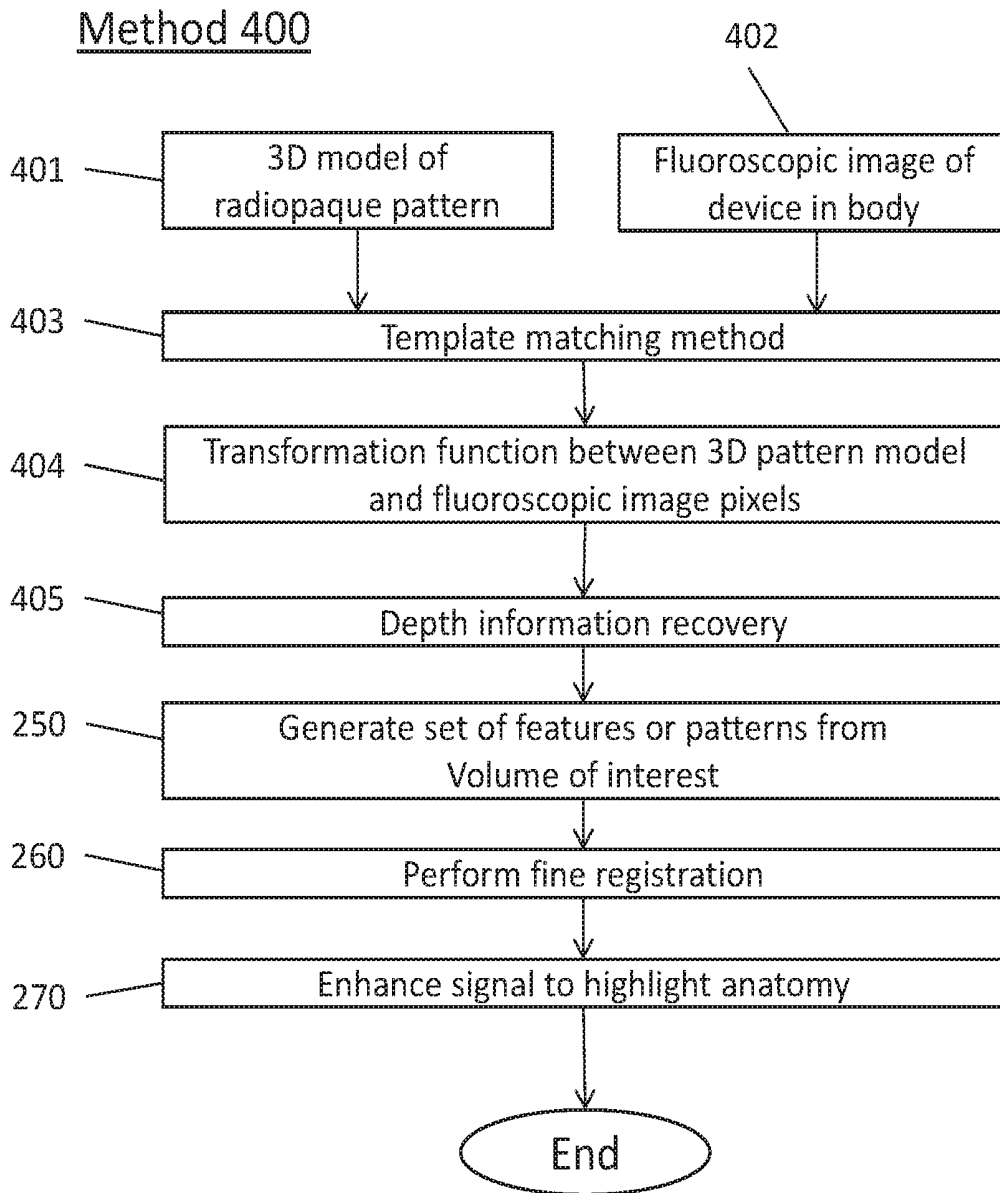 Method 400
402
401
3D model of
radiopaque pattern
Fluoroscopic image of
device in body
403
Template matching method
404
Transformation function between 3D pattern model
and fluoroscopic image pixels
405
Depth information recovery
250
Generate set of features or patterns from
Volume of interest
260
Perform fine registration
270
Enhance signal to highlight anatomy
End